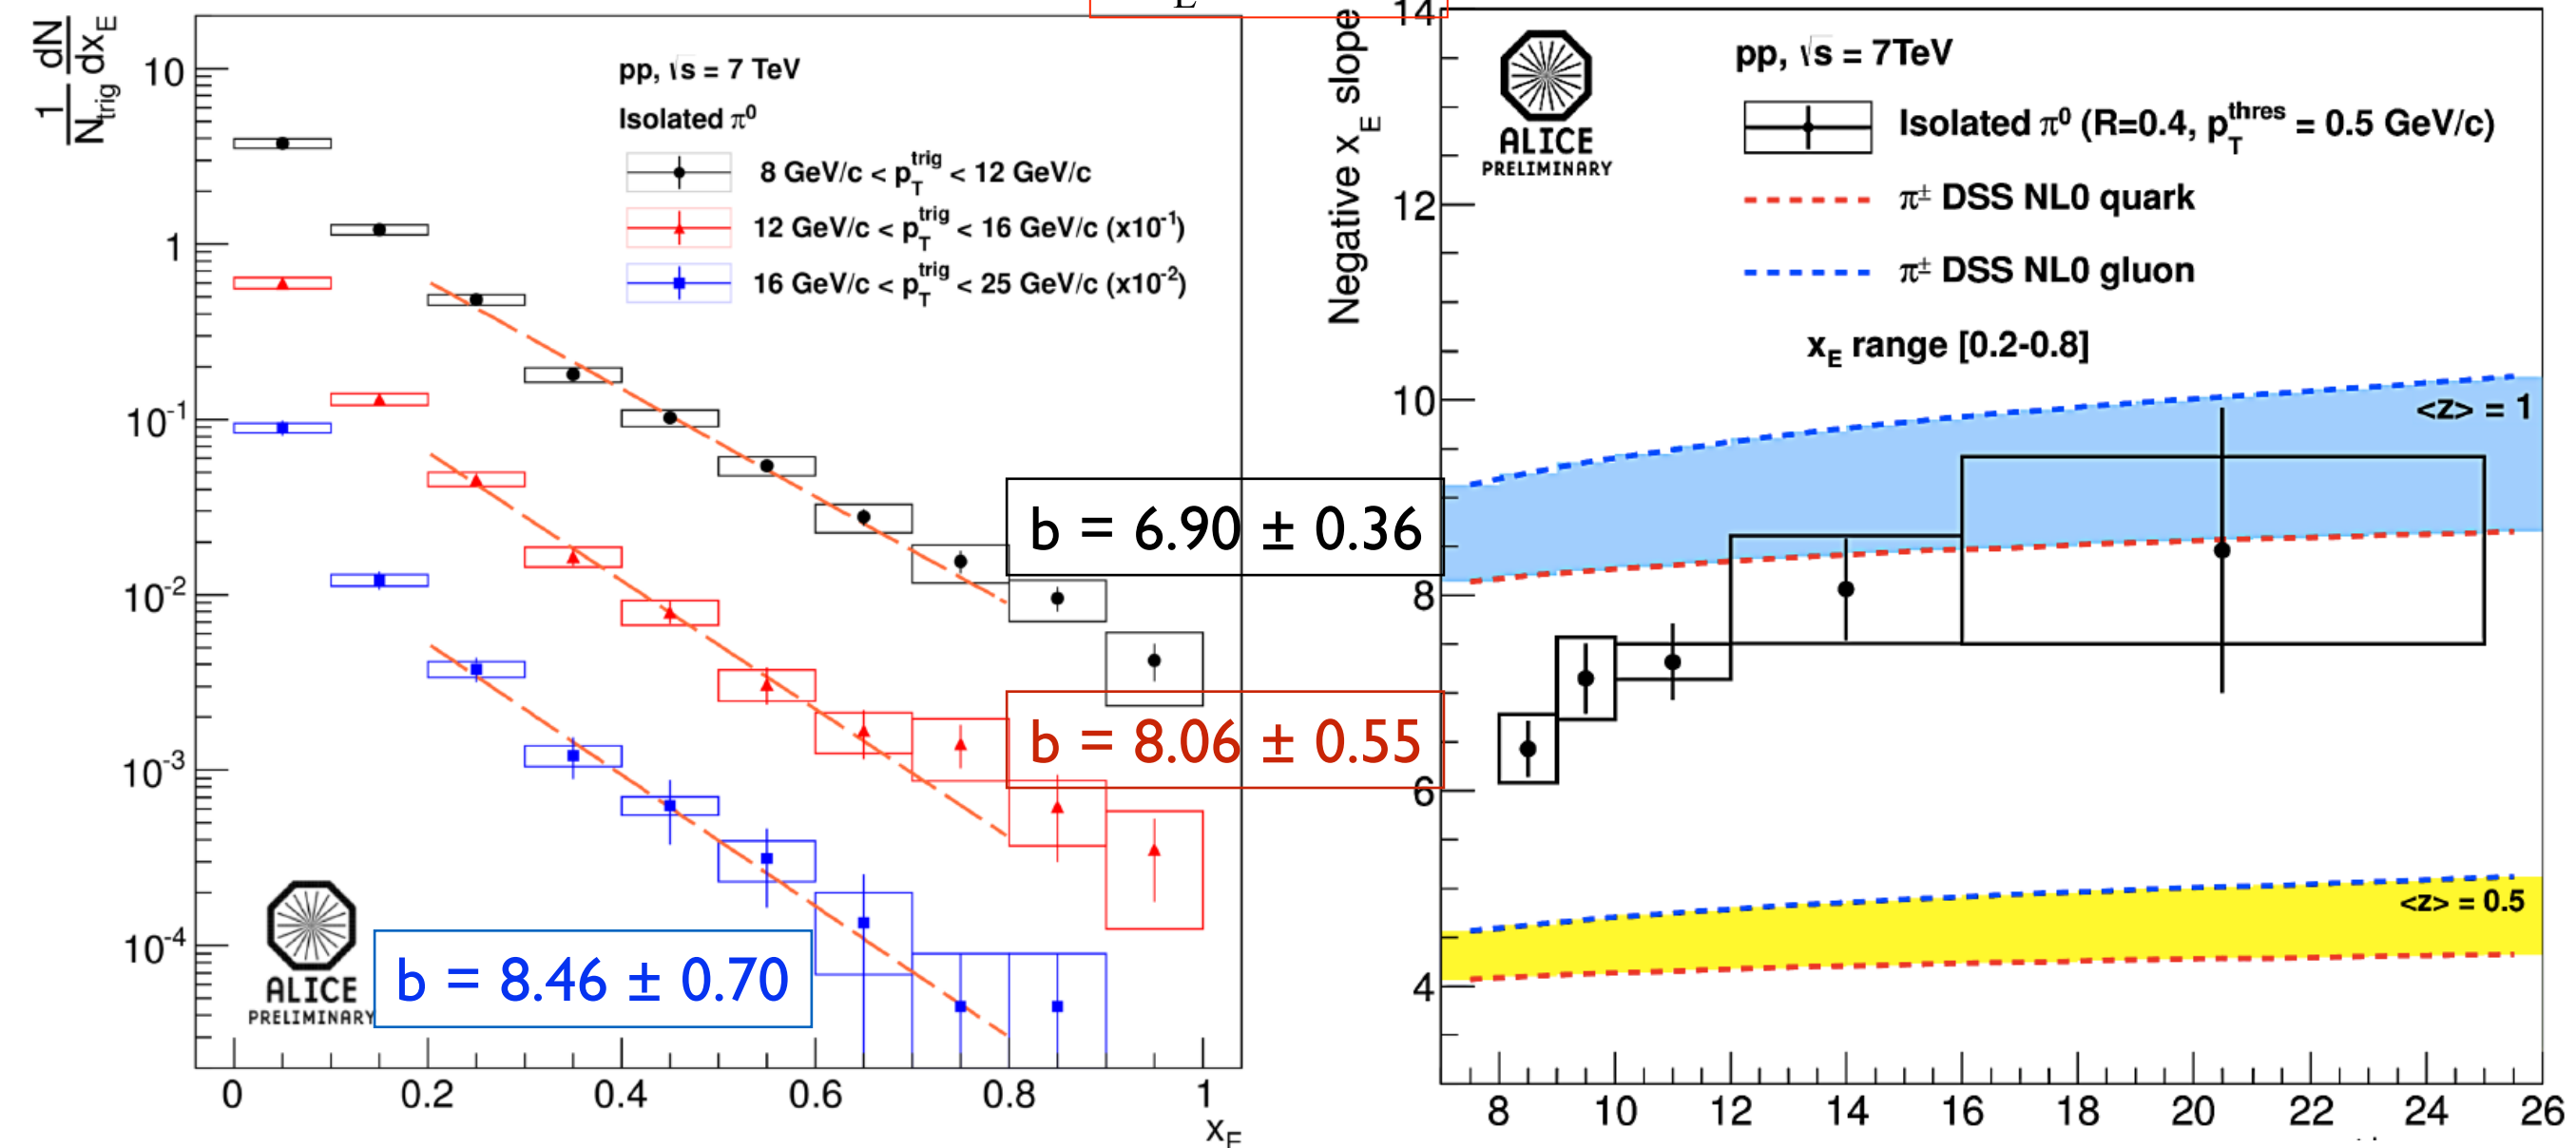 1 dN
N_trig dx_E
10
1
10^-1
10^-2
10^-3
10^-4
pp, √s = 7 TeV
Isolated π^0
8 GeV/c < p_T^trig < 12 GeV/c
12 GeV/c < p_T^trig < 16 GeV/c (x10^-1)
16 GeV/c < p_T^trig < 25 GeV/c (x10^-2)
b = 6.90 ± 0.36
b = 8.06 ± 0.55
b = 8.46 ± 0.70
ALICE
PRELIMINARY
0 0.2 0.4 0.6 0.8 1
x_E
E
Negative x_E slope
14
12
10
8
6
4
ALICE
PRELIMINARY
pp, √s = 7TeV
Isolated π^0 (R=0.4, p_T^thres = 0.5 GeV/c)
π^± DSS NL0 quark
π^± DSS NL0 gluon
x_E range [0.2-0.8]
<z> = 1
<z> = 0.5
8 10 12 14 16 18 20 22 24 26